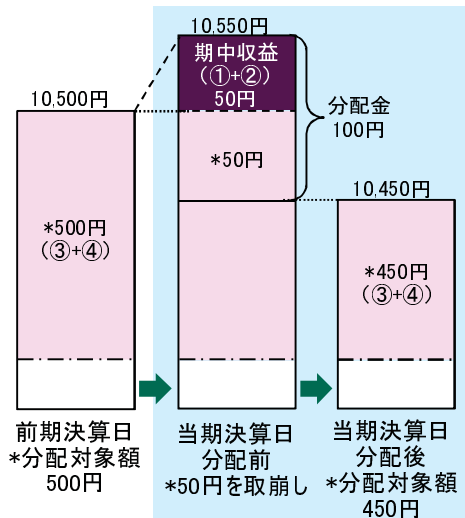 10,550円
期中収益
(①+②)
50円
10,500円
分配金
100円
*50円
10,450円
*500円
(③+④)
*450円
(③+④)
前期決算日
*分配対象額
500円
当期決算日
分配前
*50円を取崩し
当期決算日
分配後
*分配対象額
450円